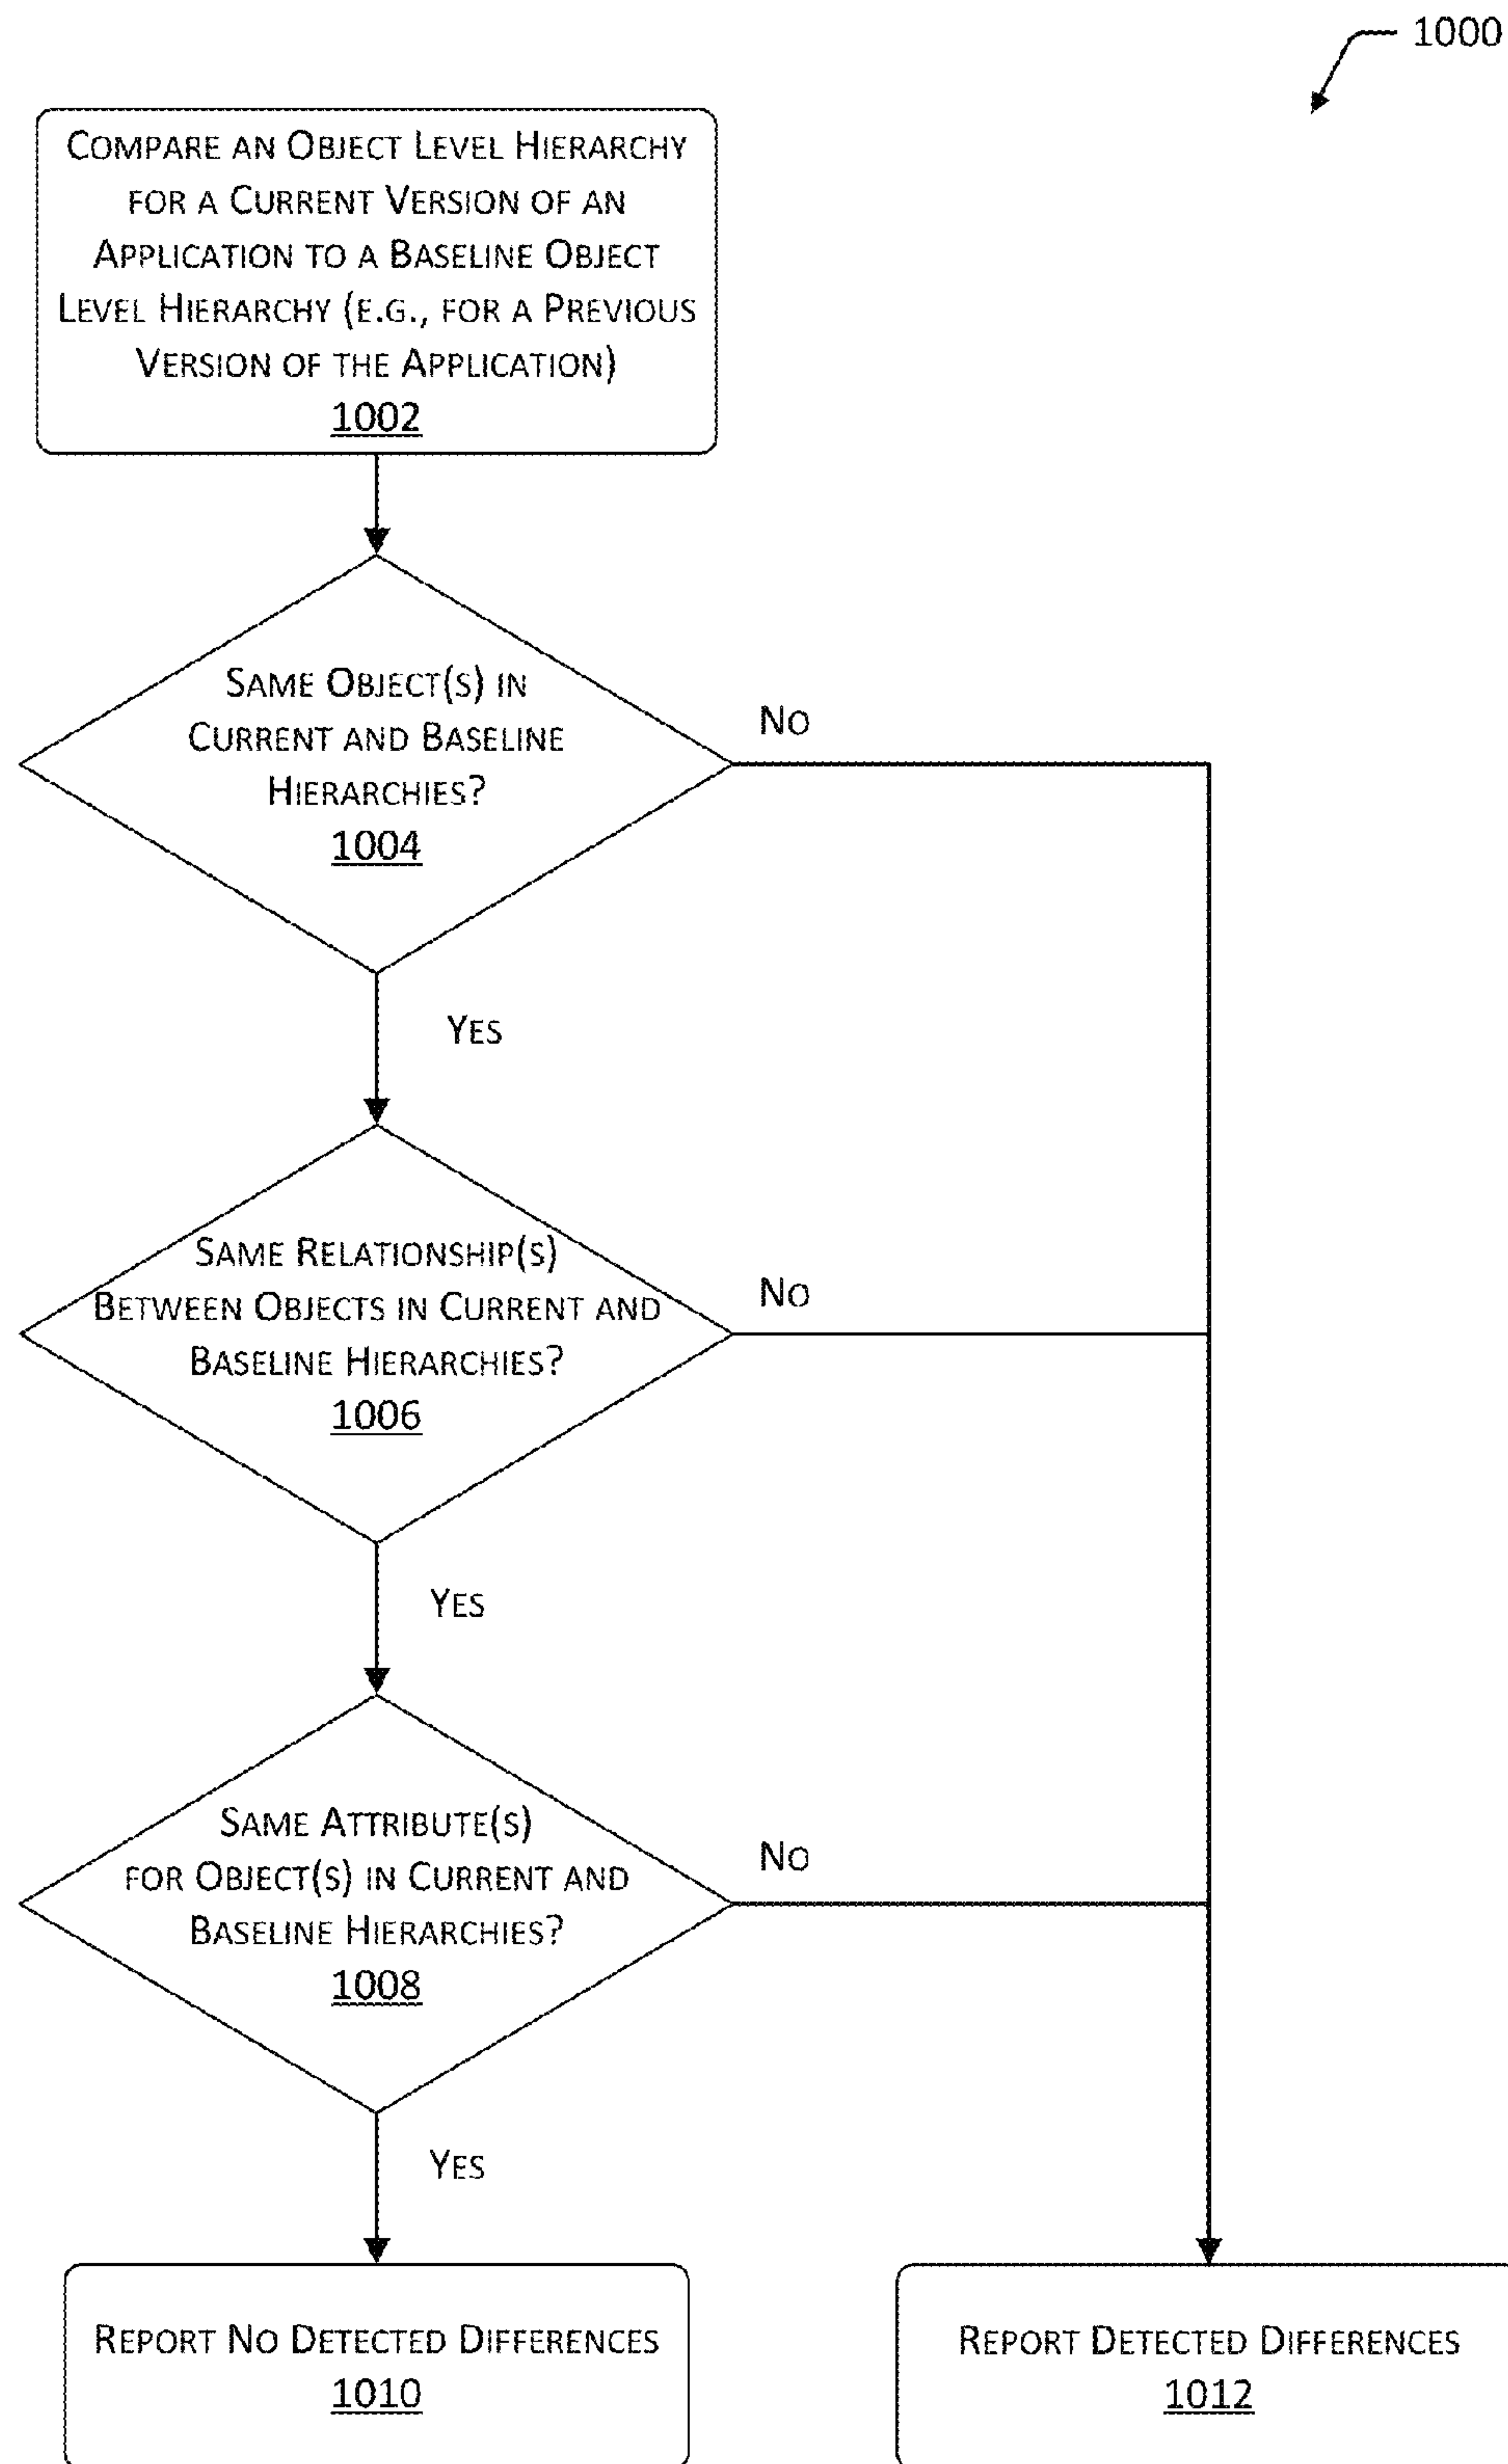 1000
COMPARE AN OBJECT LEVEL HIERARCHY
FOR A CURRENT VERSION OF AN
APPLICATION TO A BASELINE OBJECT
LEVEL HIERARCHY (E.G., FOR A PREVIOUS
VERSION OF THE APPLICATION)
1002
SAME OBJECT(S) IN
CURRENT AND BASELINE
HIERARCHIES?
1004
NO
YES
SAME RELATIONSHIP(S)
BETWEEN OBJECTS IN CURRENT AND
BASELINE HIERARCHIES?
1006
NO
YES
SAME ATTRIBUTE(S)
FOR OBJECT(S) IN CURRENT AND
BASELINE HIERARCHIES?
1008
NO
YES
REPORT NO DETECTED DIFFERENCES
1010
REPORT DETECTED DIFFERENCES
1012